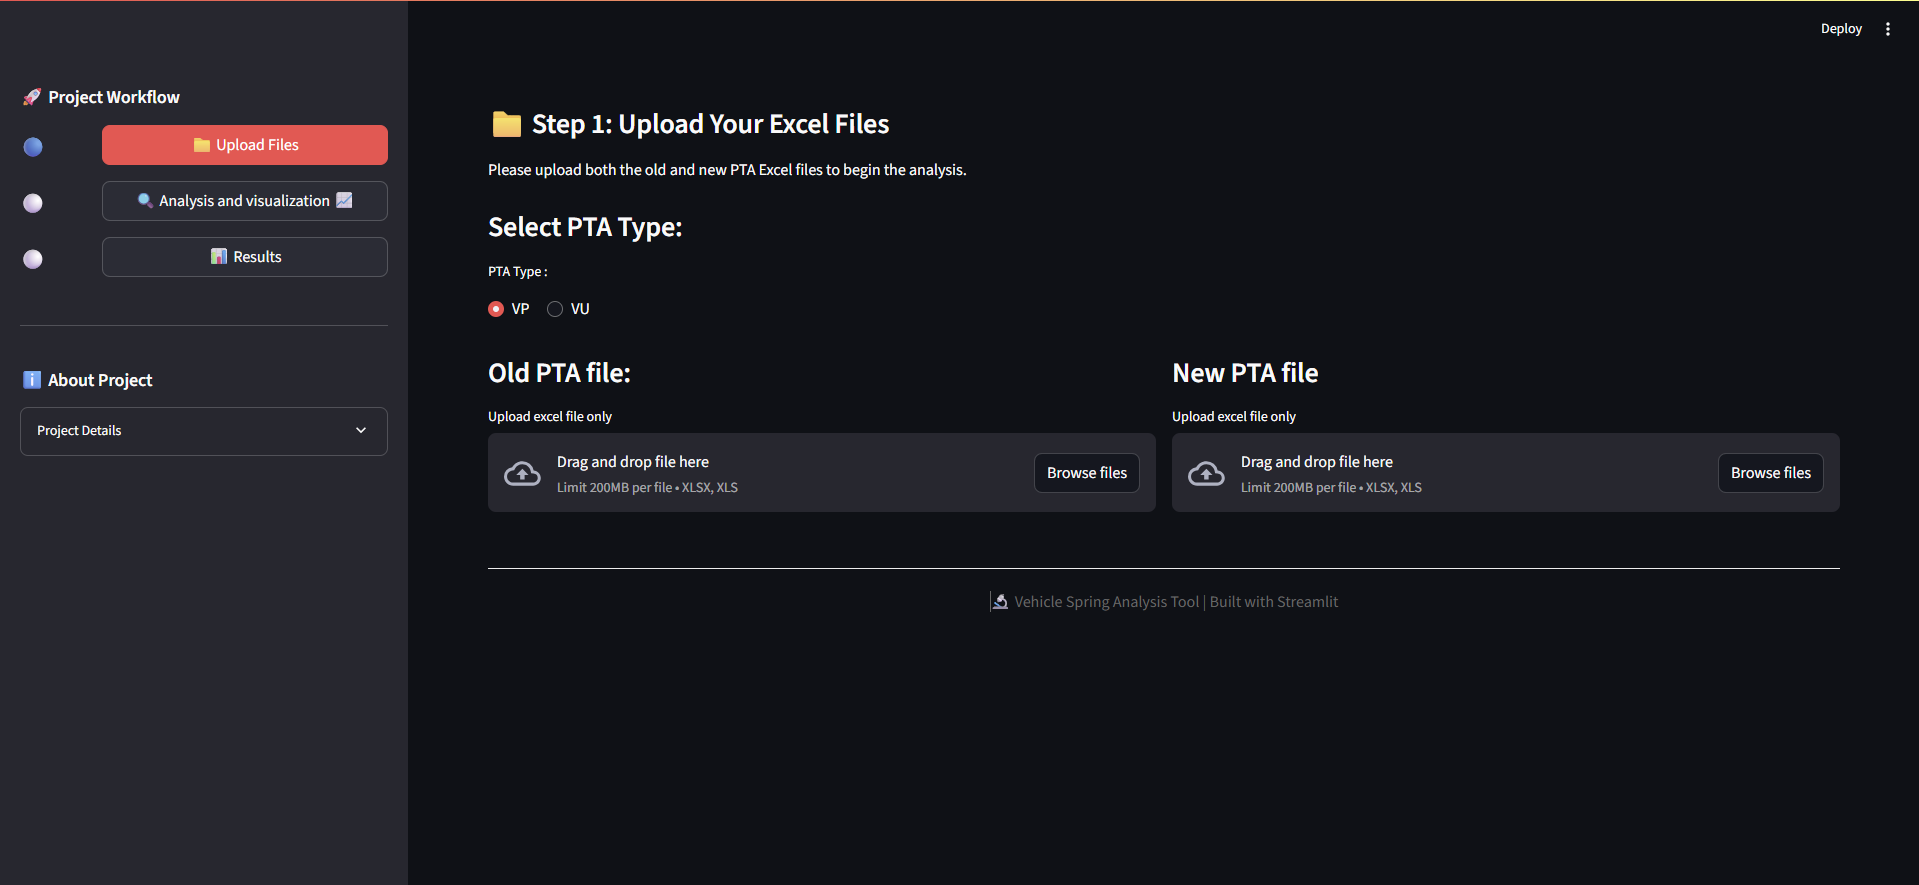 Deploy
🚀 Project Workflow
📁 Upload Files
🔍 Analysis and visualization 📈
📊 Results
ℹ️ About Project
Project Details
📁 Step 1: Upload Your Excel Files
Please upload both the old and new PTA Excel files to begin the analysis.
Select PTA Type:
PTA Type :
VP VU
Old PTA file:
Upload excel file only
Drag and drop file here
Limit 200MB per file • XLSX, XLS
Browse files
New PTA file
Upload excel file only
Drag and drop file here
Limit 200MB per file • XLSX, XLS
Browse files
🔬 Vehicle Spring Analysis Tool | Built with Streamlit